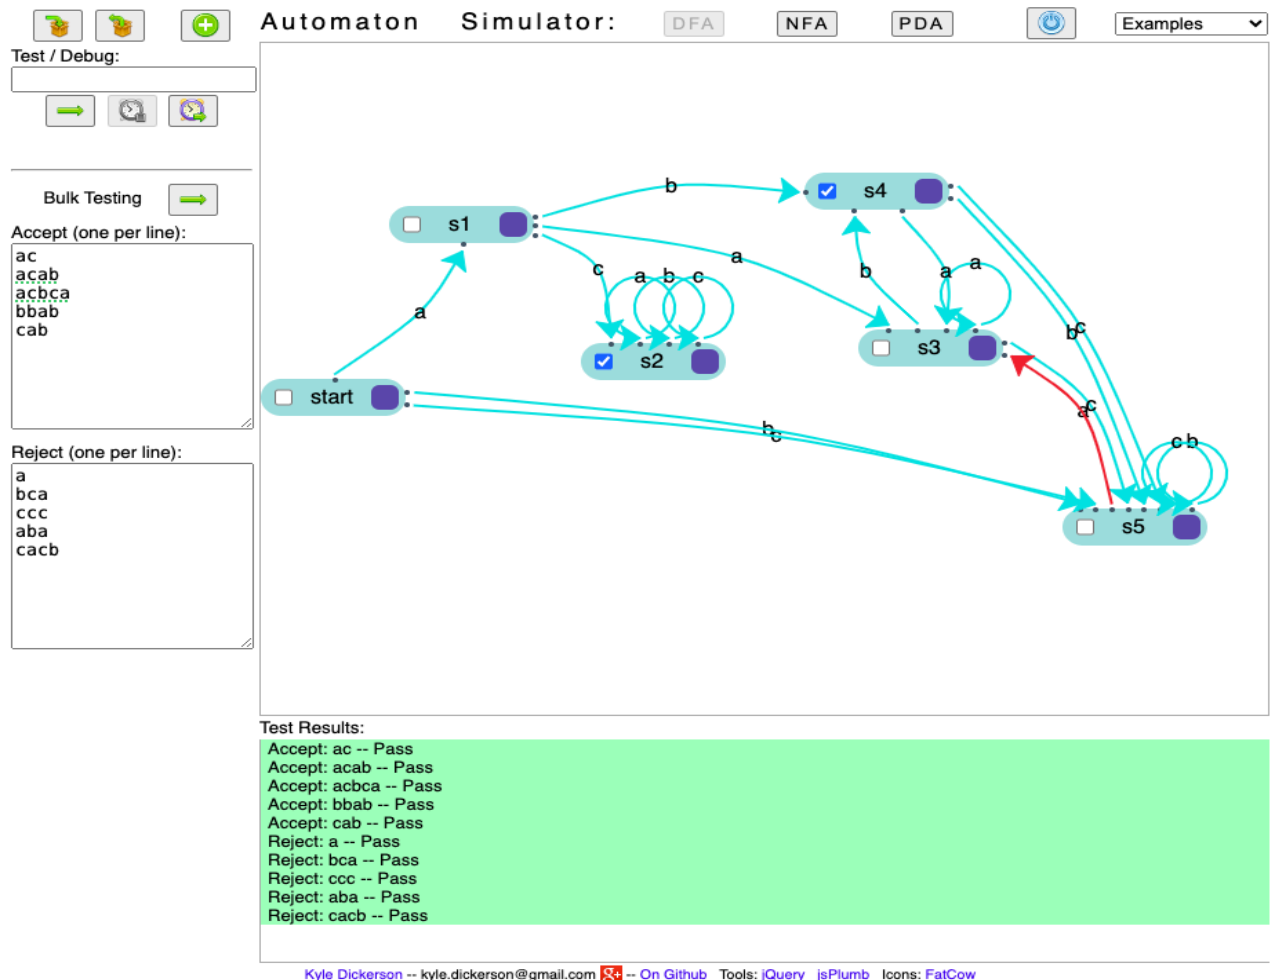 Automaton Simulator:
DFA
NFA
PDA
Examples
Test / Debug:
Bulk Testing
Accept (one per line):
ac
acab
acbca
bbab
cab
Reject (one per line):
a
bca
ccc
aba
cacb
b
s4
s1
a
c
a
b
c
b
a
a
a
b
c
s3
s2
start
a
c
b
c
c
b
s5
Test Results:
Accept: ac -- Pass
Accept: acab -- Pass
Accept: acbca -- Pass
Accept: bbab -- Pass
Accept: cab -- Pass
Reject: a -- Pass
Reject: bca -- Pass
Reject: ccc -- Pass
Reject: aba -- Pass
Reject: cacb -- Pass
Kyle Dickerson -- kyle.dickerson@gmail.com g+ -- On Github Tools: jQuery jsPlumb Icons: FatCow